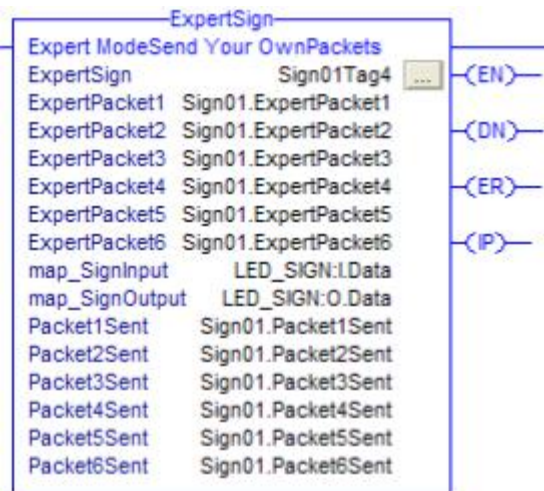 ExpertSign
Expert ModeSend Your OwnPackets
ExpertSign Sign01Tag4 ... (EN)
ExpertPacket1 Sign01.ExpertPacket1
ExpertPacket2 Sign01.ExpertPacket2 (DN)
ExpertPacket3 Sign01.ExpertPacket3
ExpertPacket4 Sign01.ExpertPacket4 (ER)
ExpertPacket5 Sign01.ExpertPacket5
ExpertPacket6 Sign01.ExpertPacket6 (IP)
map_SignInput LED_SIGN:I.Data
map_SignOutput LED_SIGN:O.Data
Packet1Sent Sign01.Packet1Sent
Packet2Sent Sign01.Packet2Sent
Packet3Sent Sign01.Packet3Sent
Packet4Sent Sign01.Packet4Sent
Packet5Sent Sign01.Packet5Sent
Packet6Sent Sign01.Packet6Sent